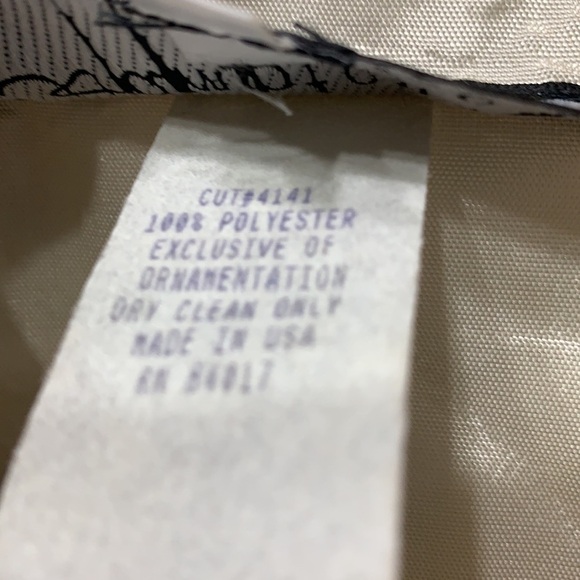 CUT#4141
100% POLYESTER
EXCLUSIVE OF
ORNAMENTATION
DRY CLEAN ONLY
MADE IN USA
RN 84017